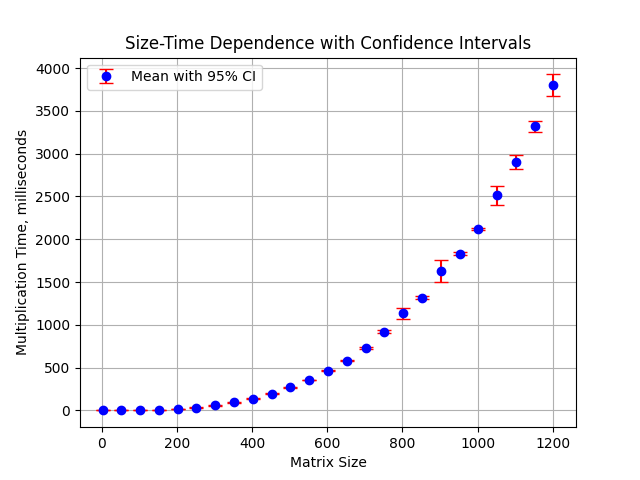 Size-Time Dependence with Confidence Intervals
Mean with 95% CI
Multiplication Time, milliseconds
4000
3500
3000
2500
2000
1500
1000
500
0
0 200 400 600 800 1000 1200
Matrix Size